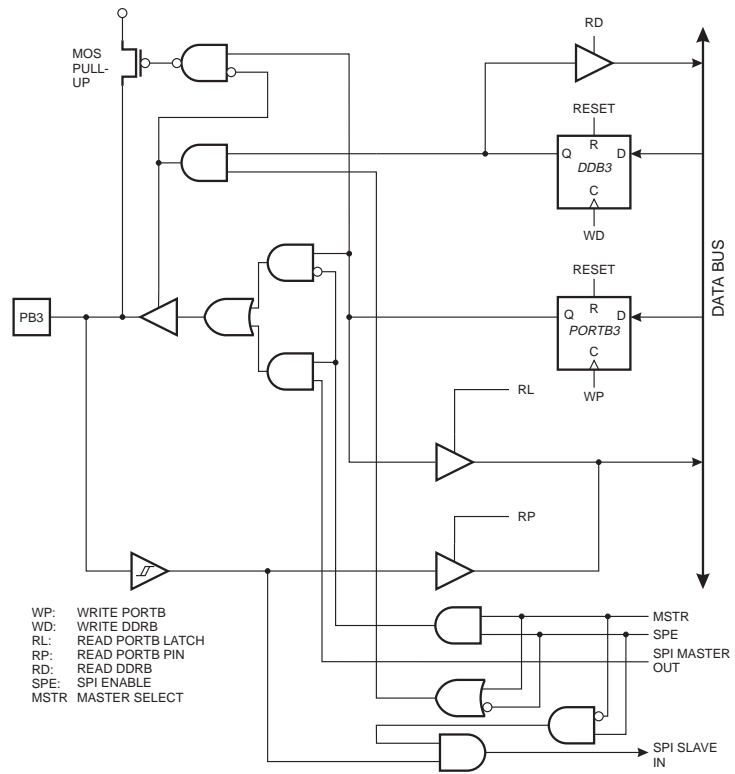 RD
MOS
PULL-
UP
RESET
R
Q
D
DDB3
C
WD
DATA BUS
RESET
R
Q
D
PORTB3
C
WP
PB3
RL
RP
WP: WRITE PORTB
WD: WRITE DDRB
RL: READ PORTB LATCH
RP: READ PORTB PIN
RD: READ DDRB
SPE: SPI ENABLE
MSTR MASTER SELECT
MSTR
SPE
SPI MASTER
OUT
SPI SLAVE
IN